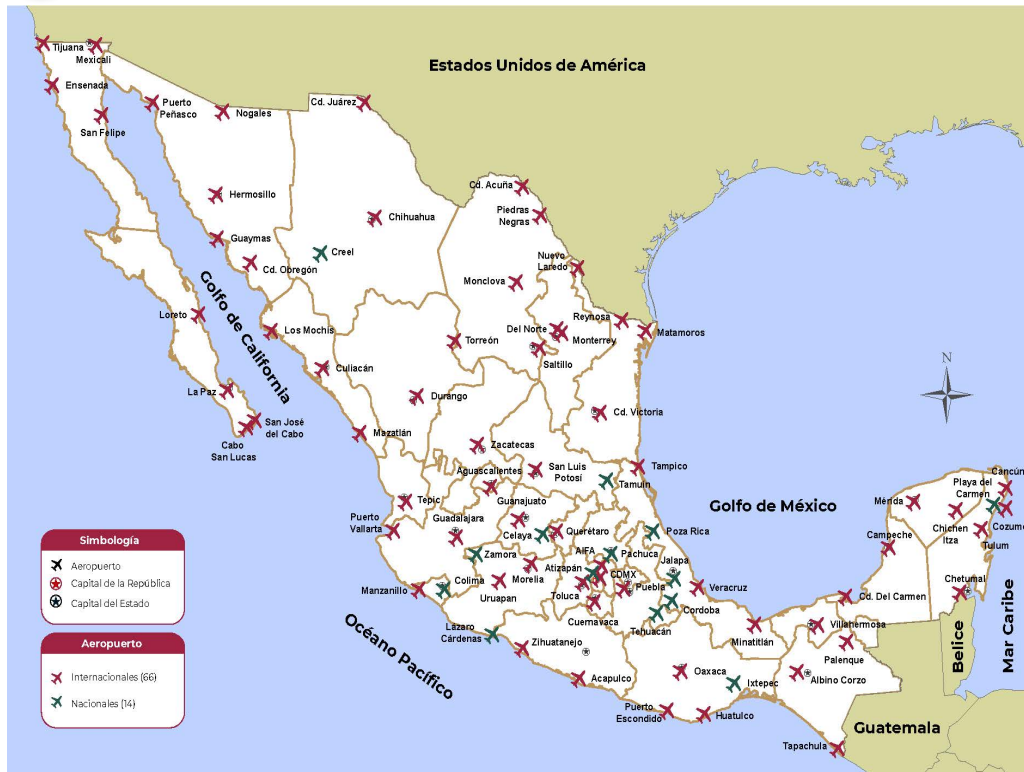 Tijuana
Mexicali
Ensenada
San Felipe
Puerto
Peñasco
Nogales
Cd. Juárez
Estados Unidos de América
Hermosillo
Chihuahua
Cd. Acuña
Piedras
Negras
Guaymas
Cd. Obregón
Creel
Nuevo
Laredo
Monclova
Golfo de California
Loreto
Los Mochis
Torreón
Del Norte
Reynosa
Monterrey
Matamoros
Saltillo
N
Culiacán
La Paz
Durango
Cd. Victoria
San José
del Cabo
Cabo
San Lucas
Mazatlán
Zacatecas
Aguascalientes
San Luis
Potosí
Tampico
Tamuín
Golfo de México
Cancún
Playa del
Carmen
Mérida
Chichen
Itza
Cozume
Tulum
Campeche
Chetumal
Tepic
Guanajuato
Puerto
Vallarta
Guadalajara
Celaya
Querétaro
Poza Rica
Zamora
AIFA
Pachuca
Jalapa
Atizapán
CDMX
Morelia
Colima
Uruapan
Toluca
Puebla
Veracruz
Manzanillo
Cuernavaca
Cordoba
Tehuacán
Cd. Del Carmen
Lázaro
Cárdenas
Zihuatanejo
Minatitlán
Villahermosa
Palenque
Océano Pacífico
Acapulco
Oaxaca
Ixtepec
Albino Corzo
Belice
Mar Caribe
Puerto
Escondido
Huatulco
Guatemala
Tapachula
Simbología
Aeropuerto
Capital de la República
Capital del Estado
Aeropuerto
Internacionales (66)
Nacionales (14)